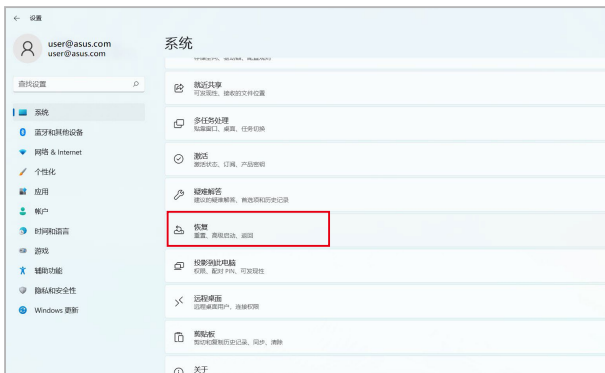 ← 设置
user@asus.com
user@asus.com
查找设置
系统
蓝牙和其他设备
网络 & Internet
个性化
应用
帐户
时间和语言
游戏
辅助功能
隐私和安全性
Windows 更新
系统
就近共享
可发现性、接收的文件位置
多任务处理
贴靠窗口、桌面、任务切换
激活
激活状态、订阅、产品密钥
疑难解答
建议的疑难解答、首选项和历史记录
恢复
重置、高级启动、返回
投影到此电脑
权限、配对 PIN、可发现性
远程桌面
远程桌面用户、连接权限
剪贴板
剪切和复制历史记录、同步、清除
关于